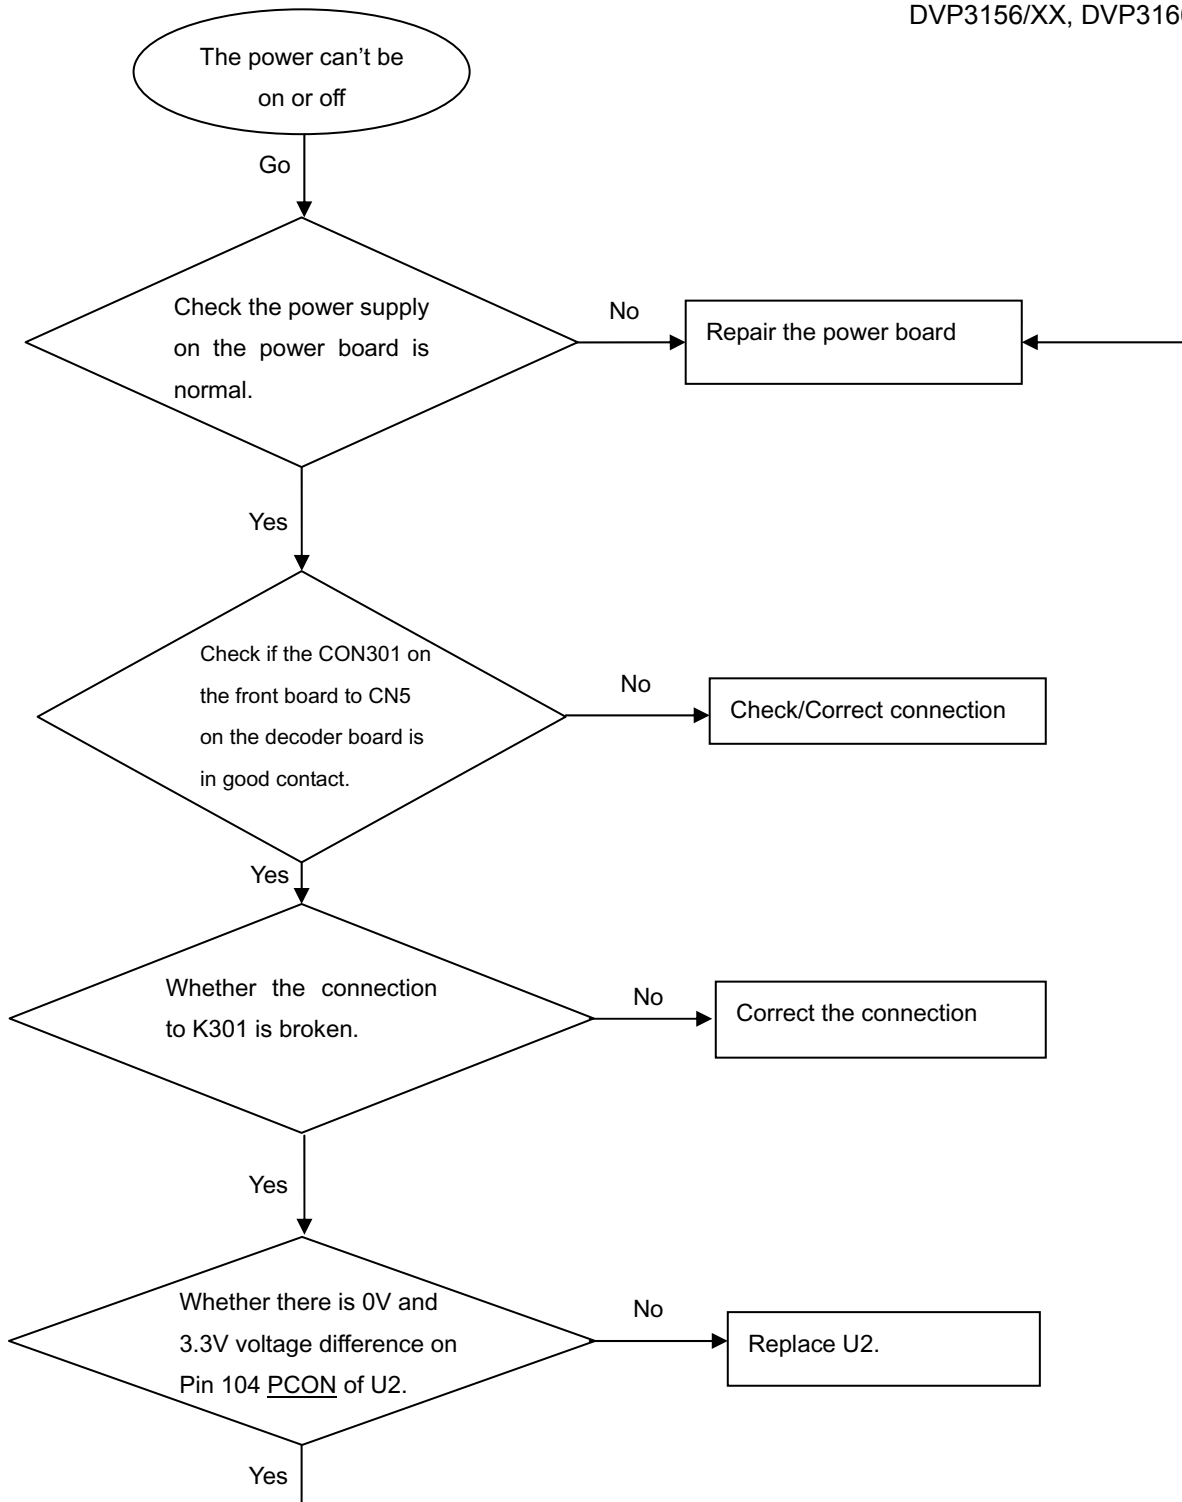 DVP3156/XX, DVP316
The power can’t be
on or off
Go
Check the power supply
on the power board is
normal.
No
Repair the power board
Yes
Check if the CON301 on
the front board to CN5
on the decoder board is
in good contact.
No
Check/Correct connection
Yes
Whether the connection
to K301 is broken.
No
Correct the connection
Yes
Whether there is 0V and
3.3V voltage difference on
Pin 104 PCON of U2.
No
Replace U2.
Yes